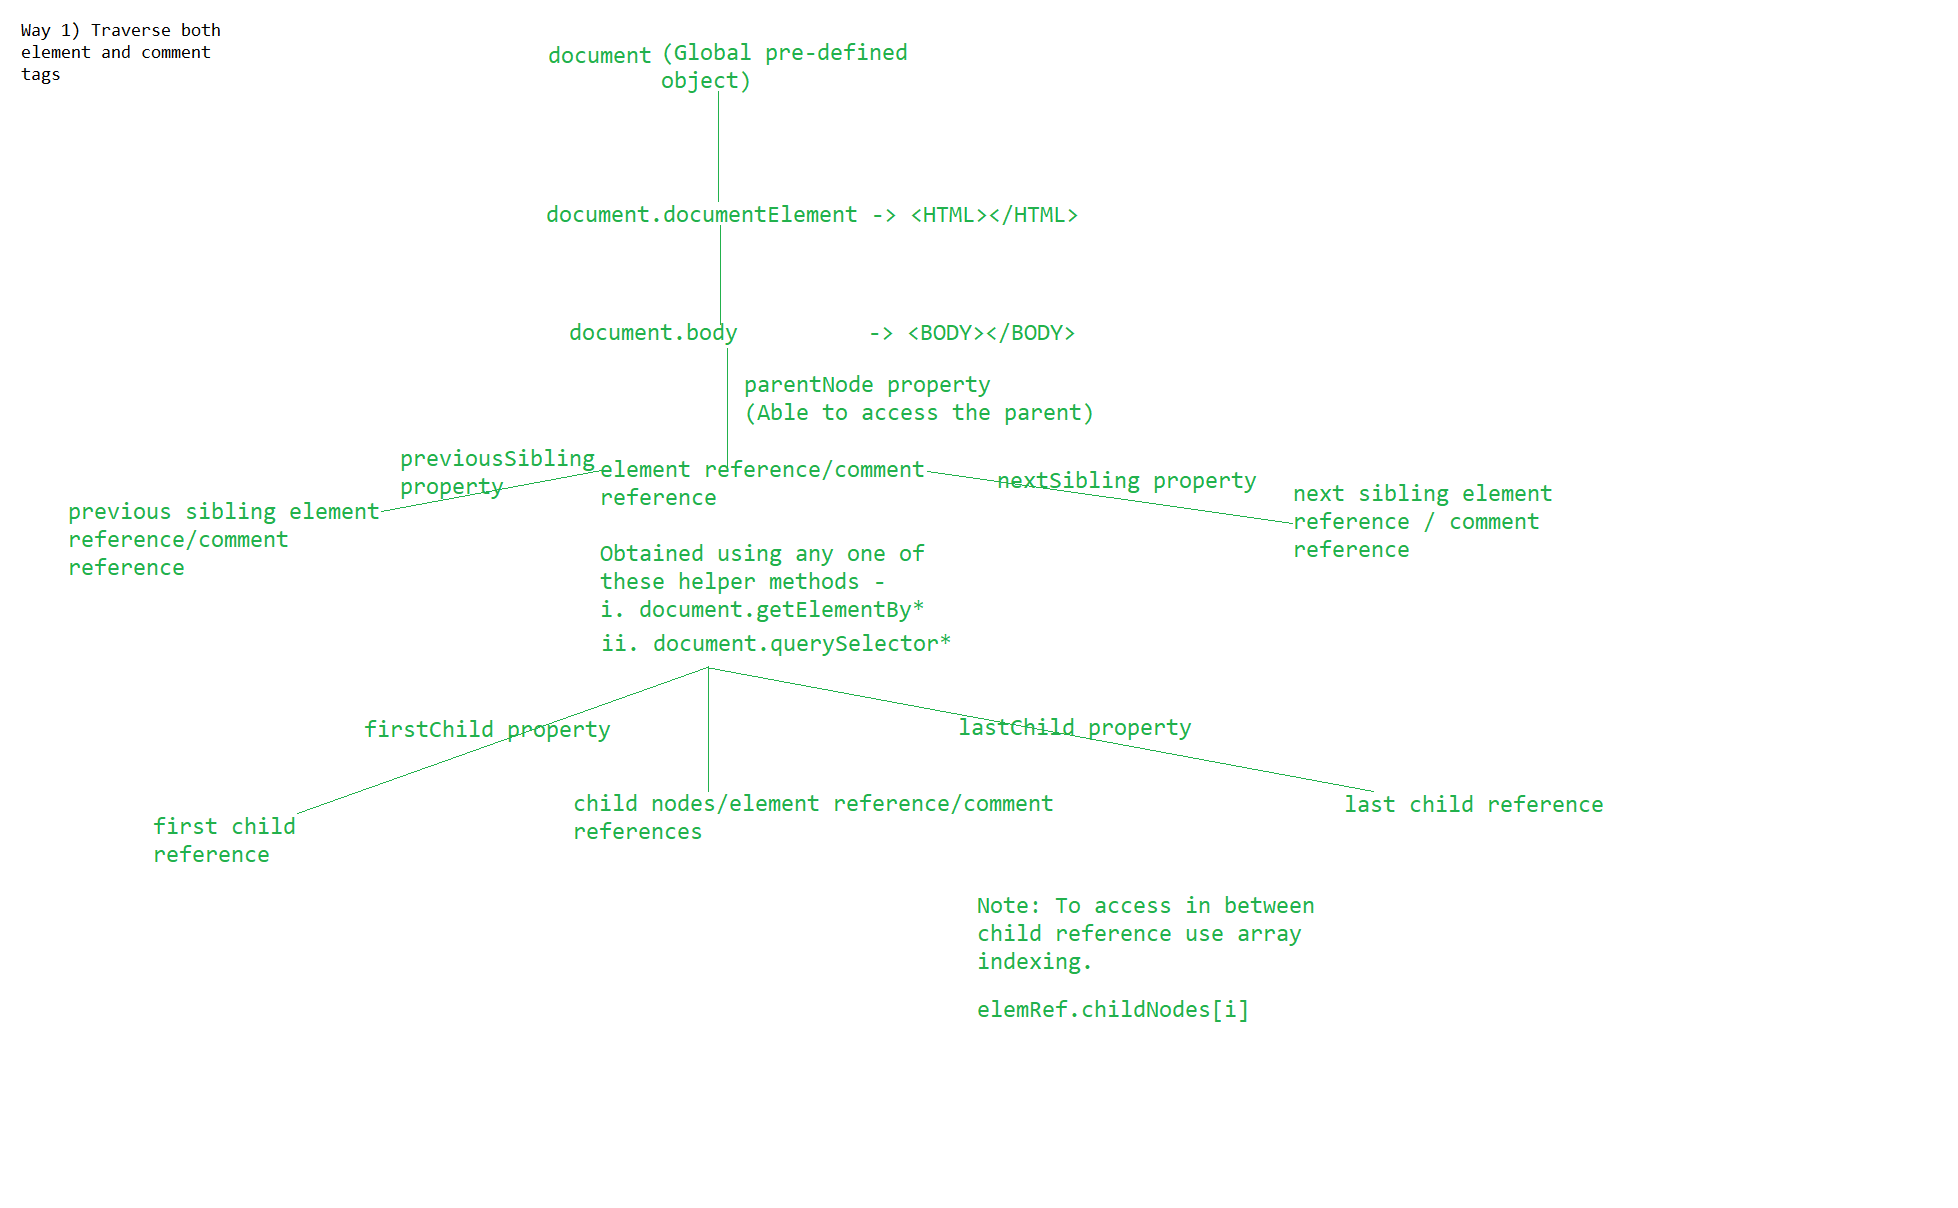 Way 1) Traverse both
element and comment
tags
document (Global pre-defined
object)
document.documentElement -> <HTML></HTML>
document.body -> <BODY></BODY>
parentNode property
(Able to access the parent)
previousSibling
property
element reference/comment
reference
nextSibling property
previous sibling element
reference/comment
reference
next sibling element
reference / comment
reference
Obtained using any one of
these helper methods -
i. document.getElementBy*
ii. document.querySelector*
firstChild property
lastChild property
first child
reference
child nodes/element reference/comment
references
last child reference
Note: To access in between
child reference use array
indexing.
elemRef.childNodes[i]